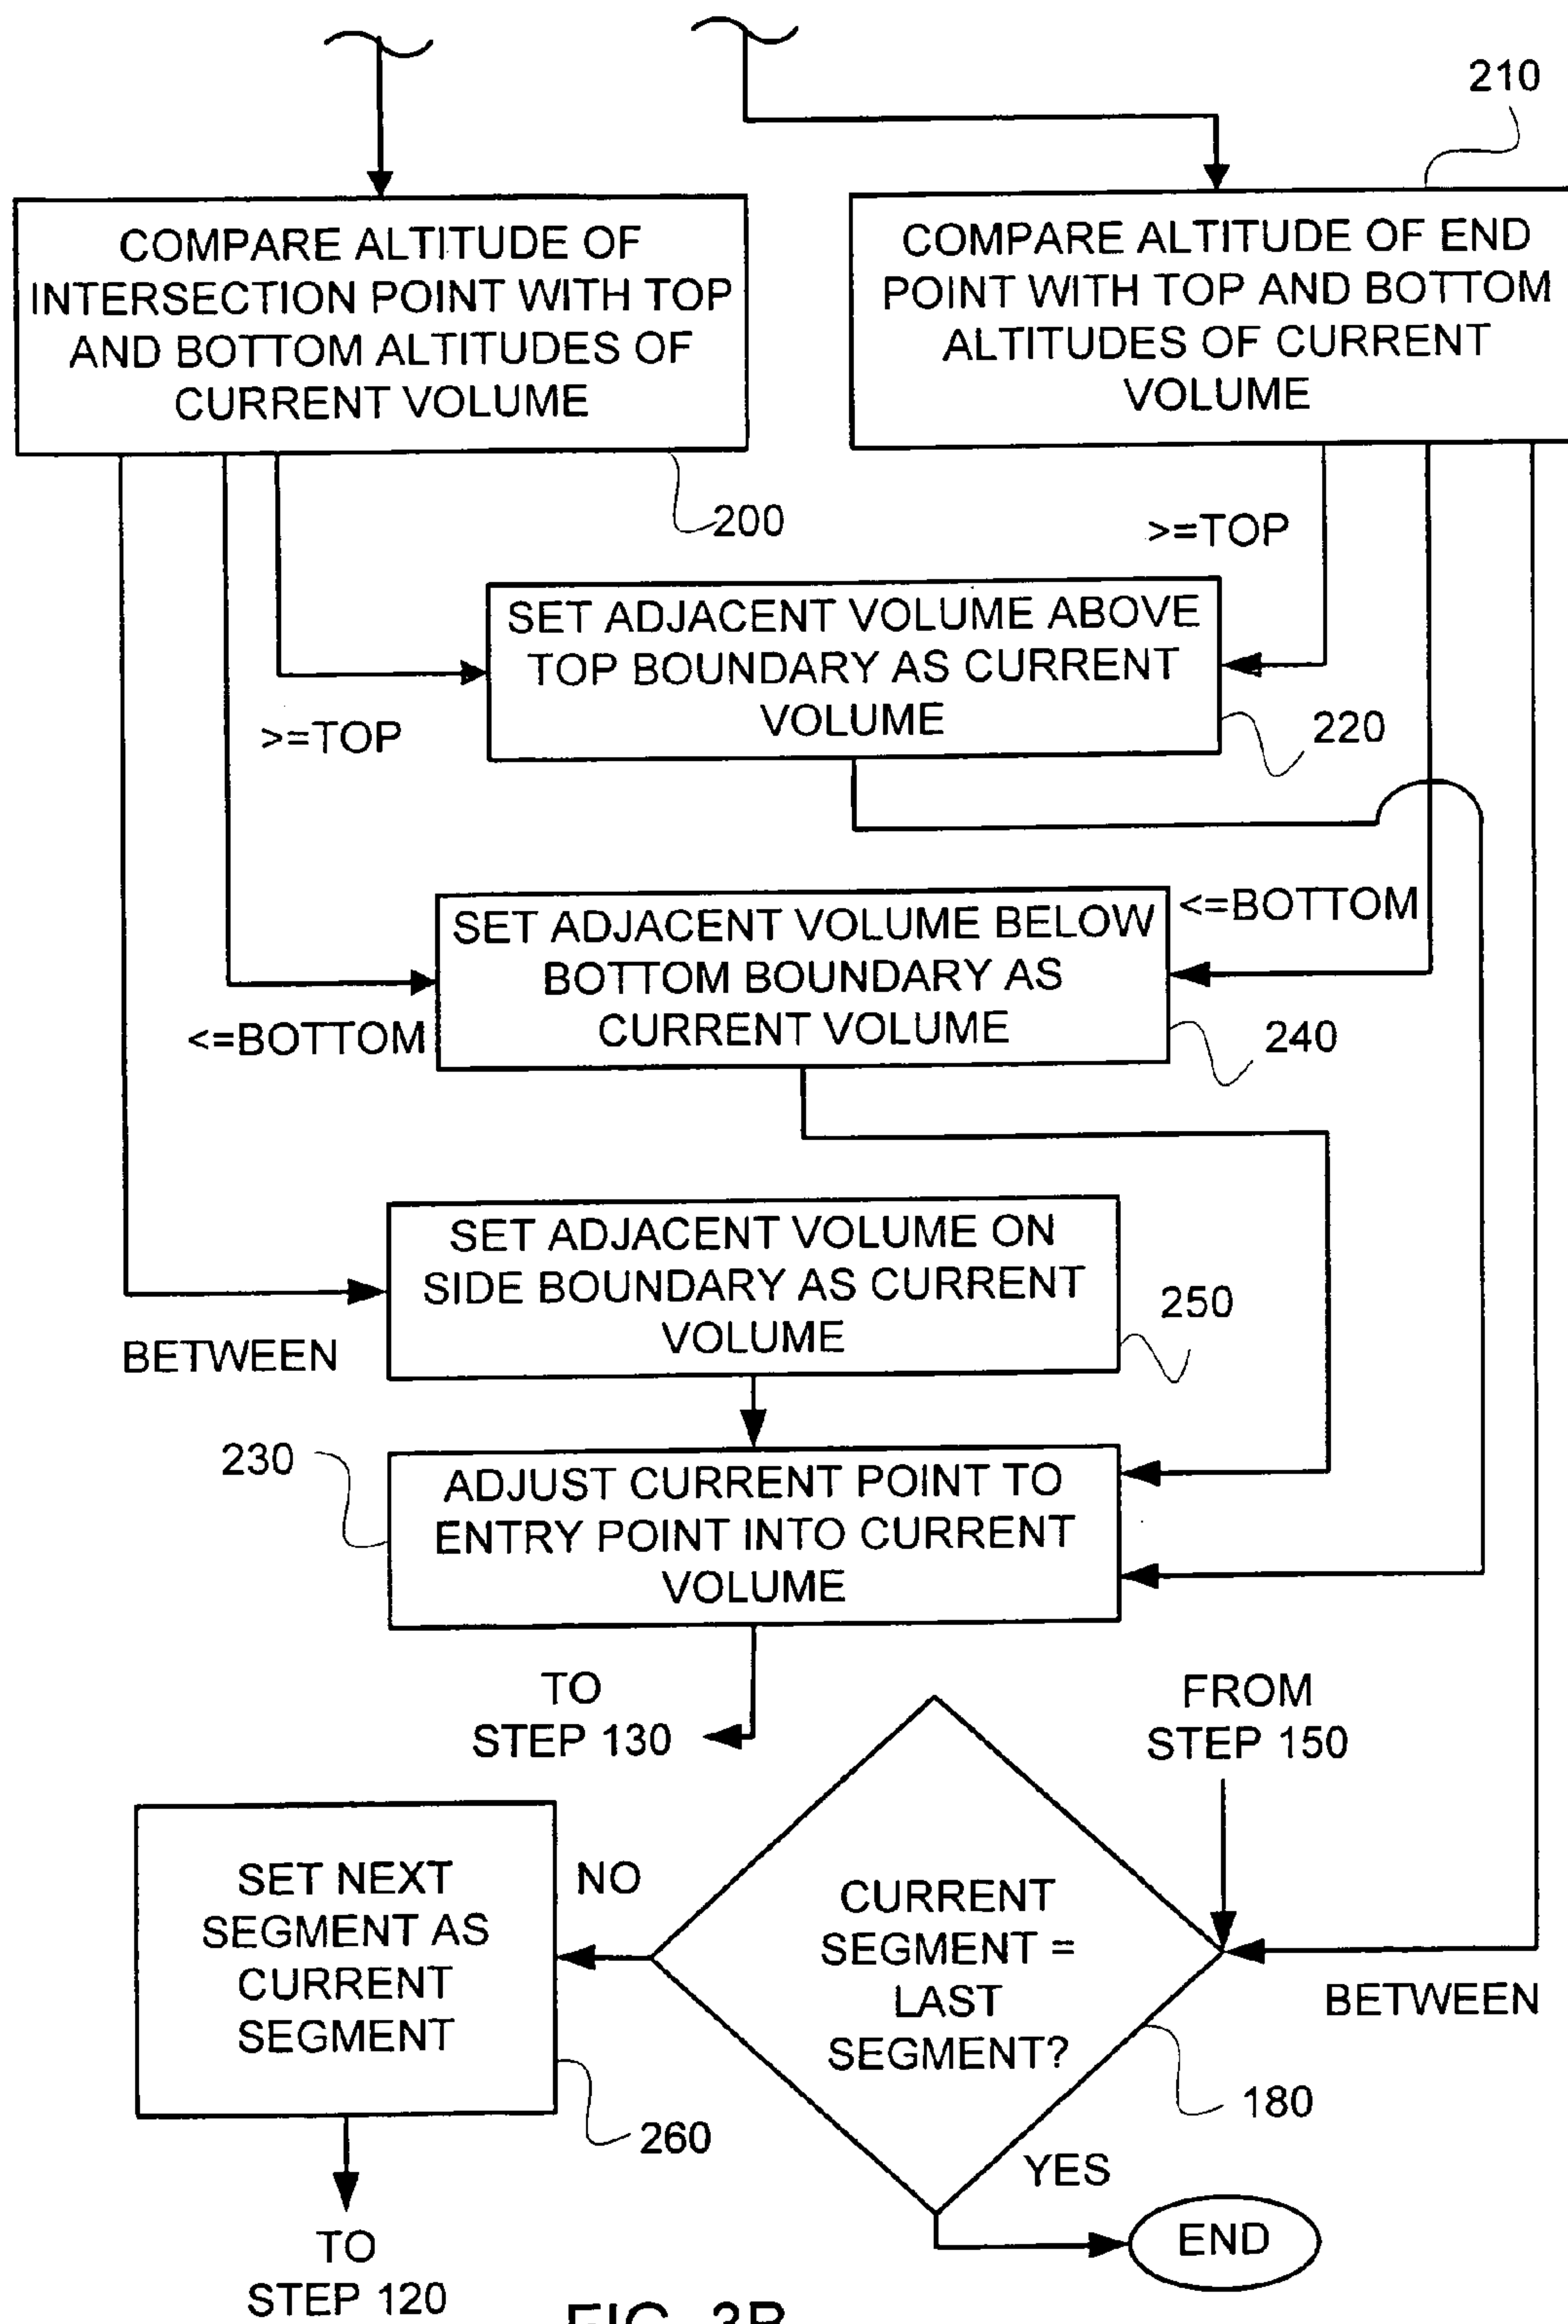 210
COMPARE ALTITUDE OF
INTERSECTION POINT WITH TOP
AND BOTTOM ALTITUDES OF
CURRENT VOLUME
COMPARE ALTITUDE OF END
POINT WITH TOP AND BOTTOM
ALTITUDES OF CURRENT
VOLUME
200
>=TOP
SET ADJACENT VOLUME ABOVE
TOP BOUNDARY AS CURRENT
VOLUME
>=TOP
220
<=BOTTOM
SET ADJACENT VOLUME BELOW
BOTTOM BOUNDARY AS
CURRENT VOLUME
<=BOTTOM
240
SET ADJACENT VOLUME ON
SIDE BOUNDARY AS CURRENT
VOLUME
250
BETWEEN
230
ADJUST CURRENT POINT TO
ENTRY POINT INTO CURRENT
VOLUME
TO
STEP 130
FROM
STEP 150
SET NEXT
SEGMENT AS
CURRENT
SEGMENT
NO
CURRENT
SEGMENT =
LAST
SEGMENT?
BETWEEN
180
260
YES
END
TO
STEP 120
FIG. 3B